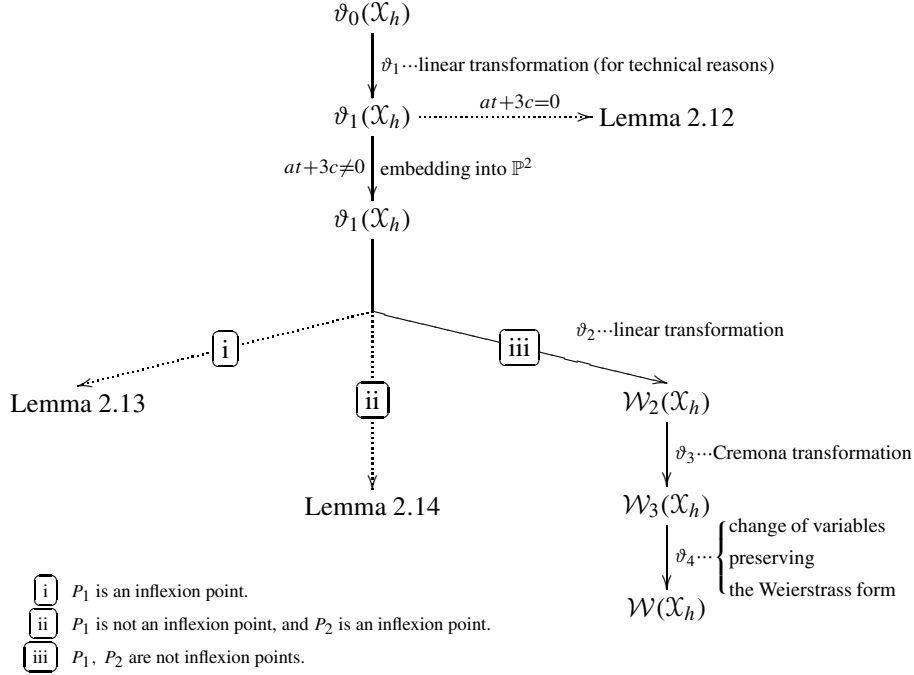 ϑ₀(𝒳ₕ)
ϑ₁⋯linear transformation (for technical reasons)
ϑ₁(𝒳ₕ)
at+3c=0
Lemma 2.12
at+3c≠0
embedding into ℙ²
ϑ₁(𝒳ₕ)
ϑ₂⋯linear transformation
i
iii
Lemma 2.13
ii
𝒲₂(𝒳ₕ)
ϑ₃⋯Cremona transformation
Lemma 2.14
𝒲₃(𝒳ₕ)
ϑ₄⋯{change of variables
preserving
the Weierstrass form
𝒲(𝒳ₕ)
i P₁ is an inflexion point.
ii P₁ is not an inflexion point, and P₂ is an inflexion point.
iii P₁, P₂ are not inflexion points.